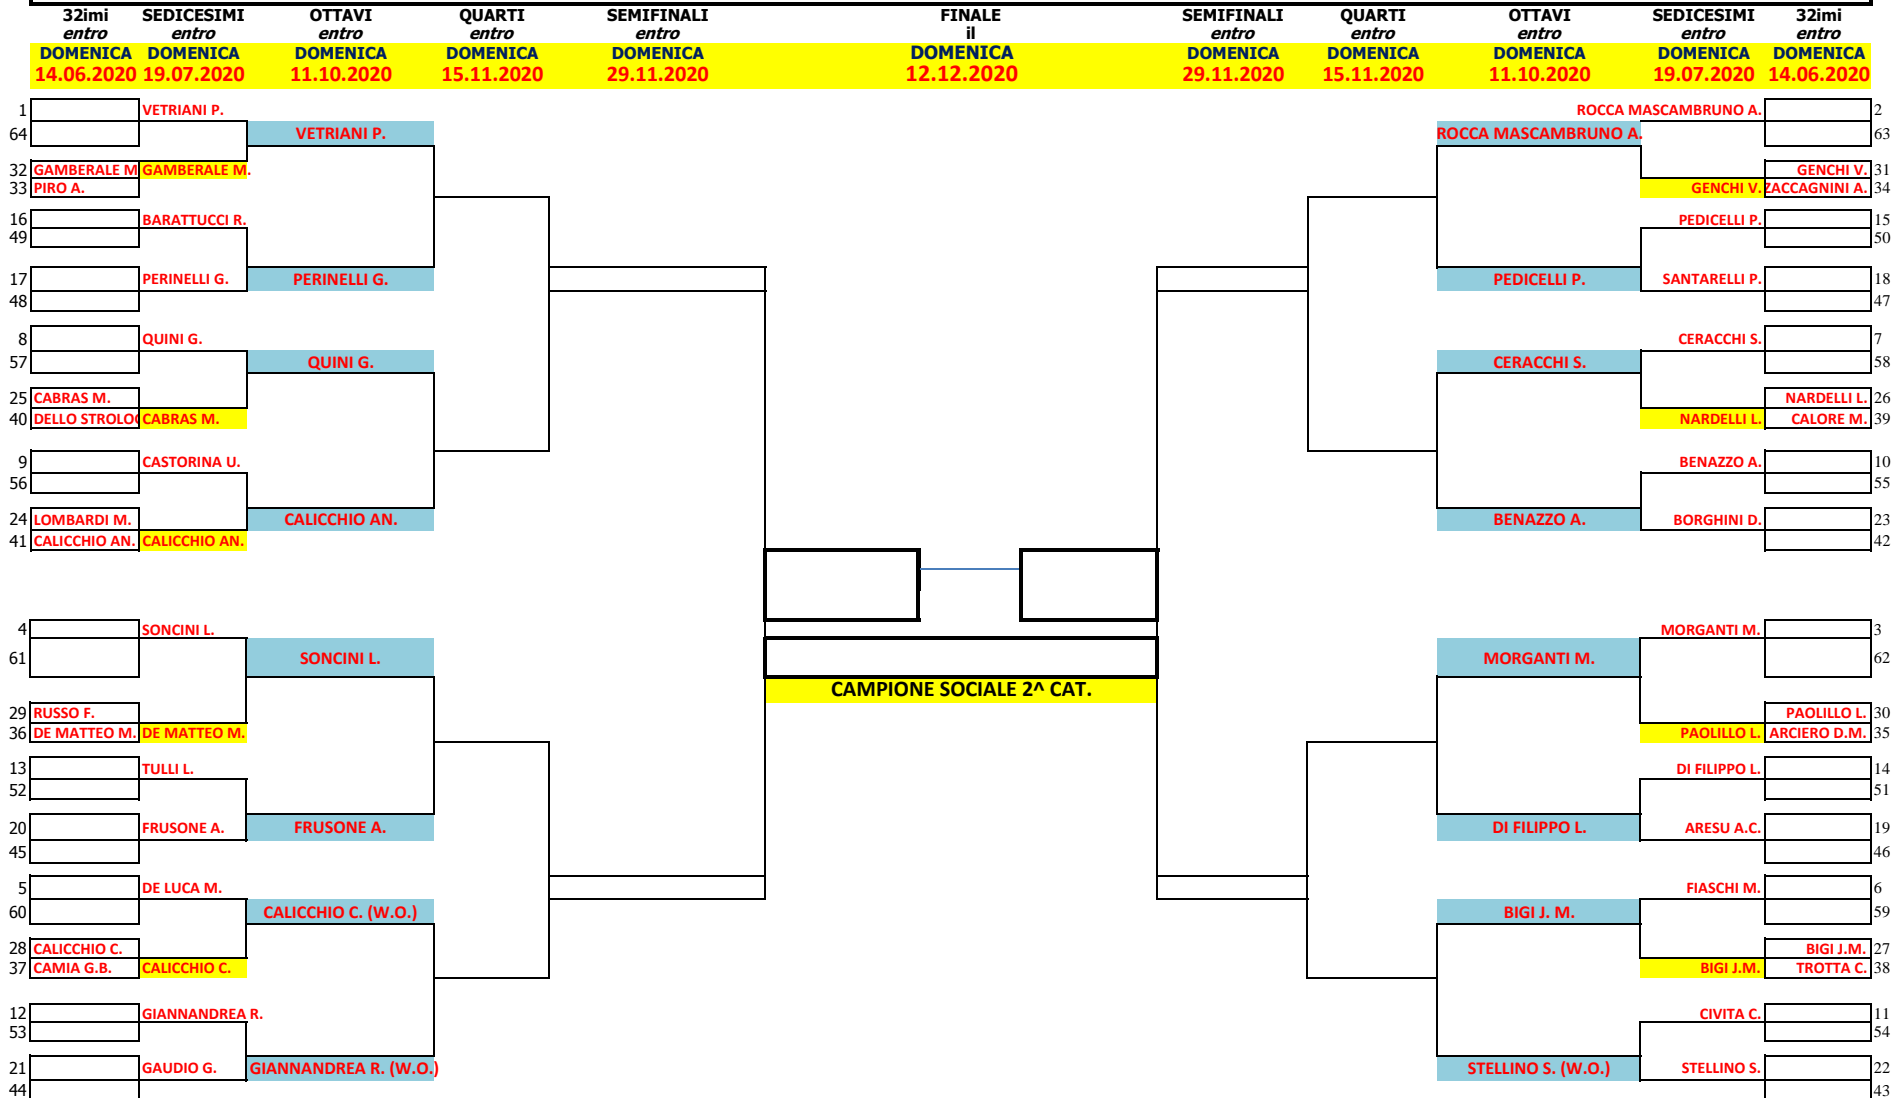 32imi SEDICESIMI OTTAVI QUARTI SEMIFINALI FINALE SEMIFINALI QUARTI OTTAVI SEDICESIMI 32imi
entro entro entro entro entro il entro entro entro entro entro
DOMENICA DOMENICA DOMENICA DOMENICA DOMENICA DOMENICA DOMENICA DOMENICA DOMENICA DOMENICA DOMENICA
14.06.2020 19.07.2020 11.10.2020 15.11.2020 29.11.2020 12.12.2020 29.11.2020 15.11.2020 11.10.2020 19.07.2020 14.06.2020
1 VETRIANI P. ROCCA MASCAMBRUNO A. 2
64 VETRIANI P. ROCCA MASCAMBRUNO A. 63
32 GAMBERALE M GAMBERALE M. GENCHI V. 31
33 PIRO A. GENCHI V. ZACCAGNINI A. 34
16 BARATTUCCI R. PEDICELLI P. 15
49 50
17 PERINELLI G. PERINELLI G. PEDICELLI P. SANTARELLI P. 18
48 47
8 QUINI G. CERACCHI S. 7
57 QUINI G. CERACCHI S. 58
25 CABRAS M. NARDELLI L. 26
40 DELLO STROLO CABRAS M. NARDELLI L. CALORE M. 39
9 CASTORINA U. BENAZZO A. 10
56 55
24 LOMBARDI M. CALICCHIO AN. BENAZZO A. BORGHINI D. 23
41 CALICCHIO AN. CALICCHIO AN. 42
4 SONCINI L. MORGANTI M. 3
61 SONCINI L. MORGANTI M. 62
CAMPIONE SOCIALE 2^ CAT.
29 RUSSO F. PAOLILLO L. 30
36 DE MATTEO M. DE MATTEO M. PAOLILLO L. ARCIERO D.M. 35
13 TULLI L. DI FILIPPO L. 14
52 51
20 FRUSONE A. FRUSONE A. DI FILIPPO L. ARESU A.C. 19
45 46
5 DE LUCA M. FIASCHI M. 6
60 CALICCHIO C. (W.O.) BIGI J. M. 59
28 CALICCHIO C. BIGI J.M. 27
37 CAMIA G.B. CALICCHIO C. BIGI J.M. TROTTA C. 38
12 GIANNANDREA R. CIVITA C. 11
53 54
21 GAUDIO G. GIANNANDREA R. (W.O.) STELLINO S. (W.O.) STELLINO S. 22
44 43